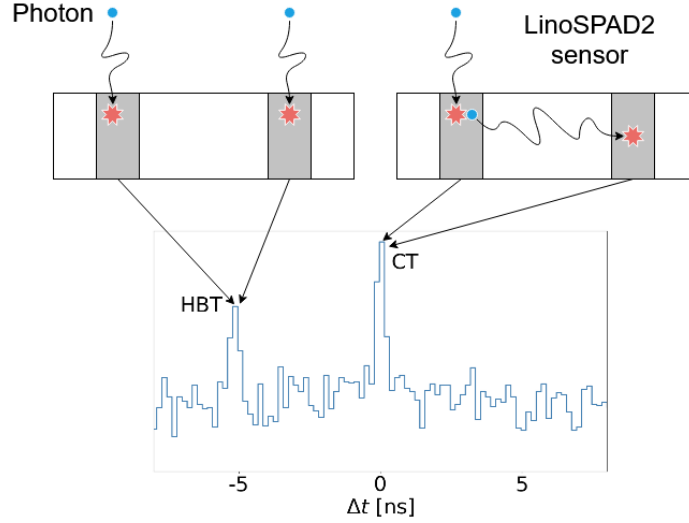 Photon
LinoSPAD2
sensor
HBT
CT
-5
0
5
Δt [ns]